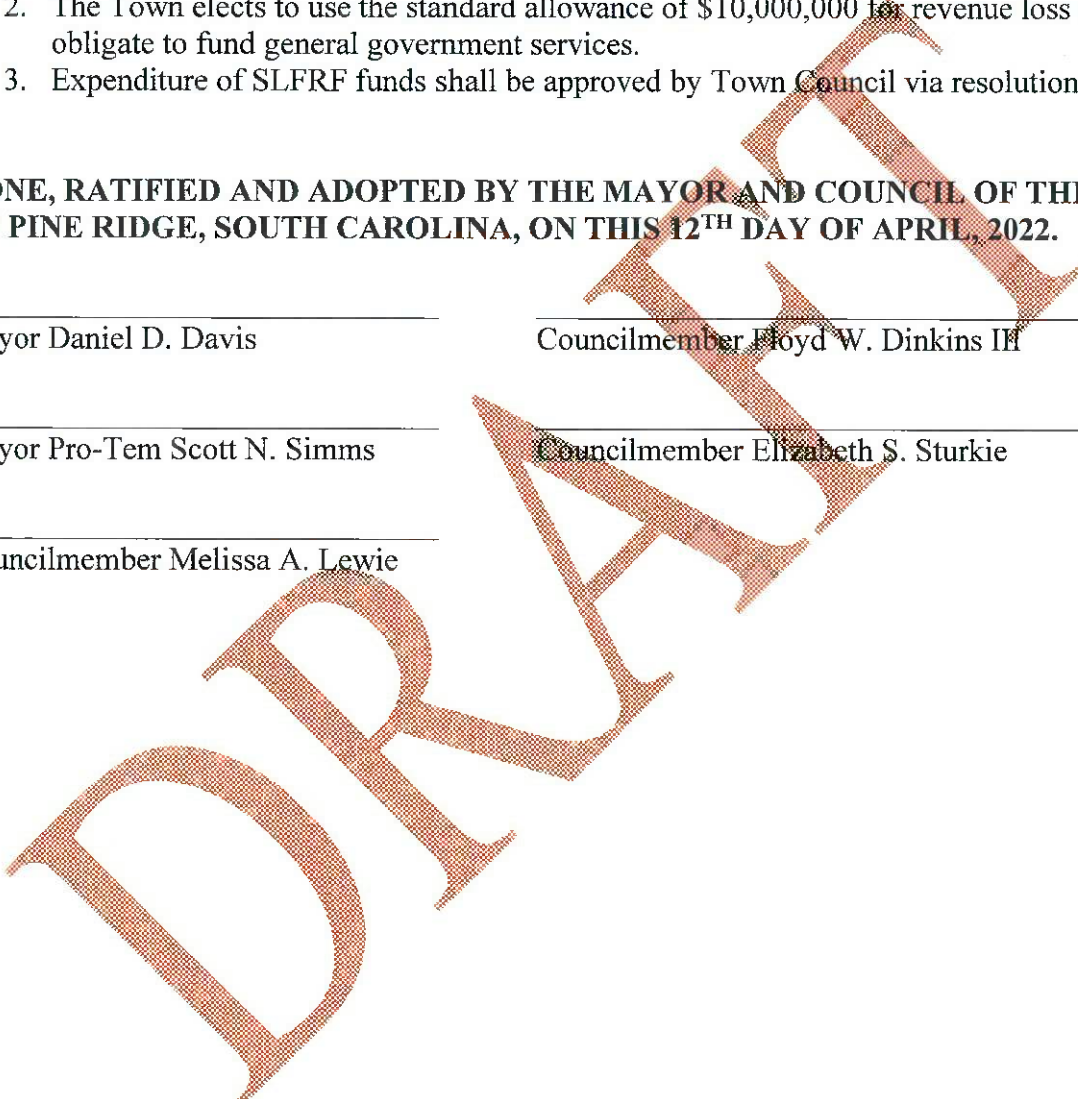 2. The Town elects to use the standard allowance of $10,000,000 for revenue loss
obligate to fund general government services.
3. Expenditure of SLFRF funds shall be approved by Town Council via resolution
ONE, RATIFIED AND ADOPTED BY THE MAYOR AND COUNCIL OF THE
PINE RIDGE, SOUTH CAROLINA, ON THIS 12TH DAY OF APRIL, 2022.
yor Daniel D. Davis
Councilmember Floyd W. Dinkins III
yor Pro-Tem Scott N. Simms
Councilmember Elizabeth S. Sturkie
uncilmember Melissa A. Lewie
DRAFT